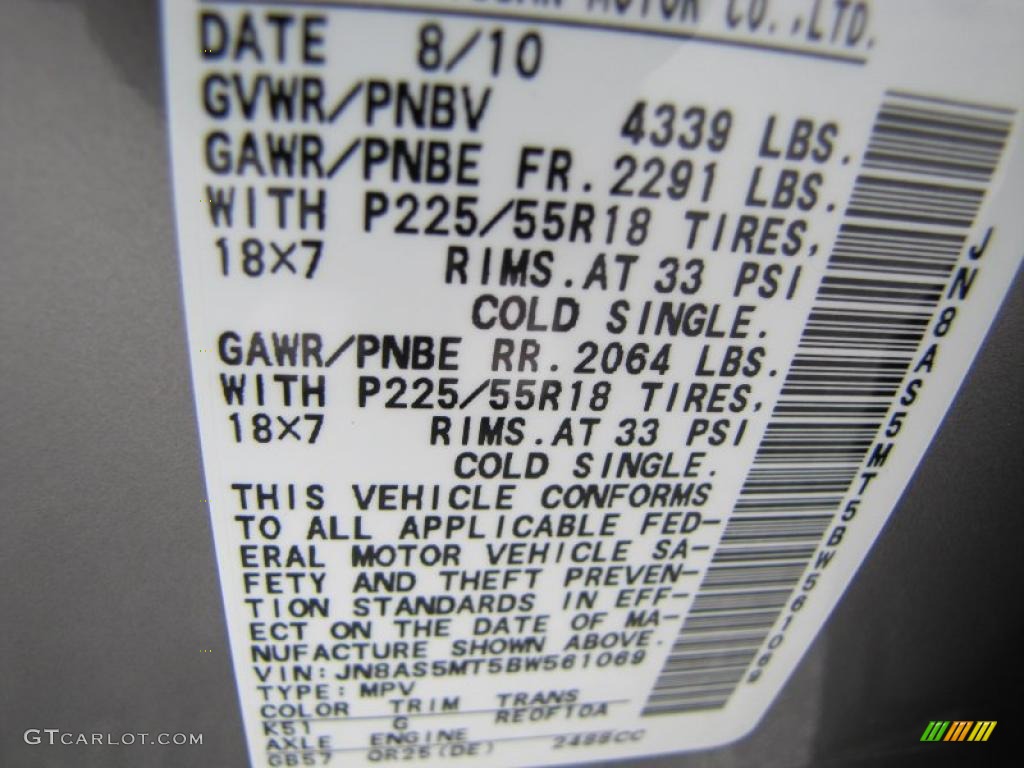 MOTOR CO.,LTD.
DATE 8/10
GVWR/PNBV 4339 LBS.
GAWR/PNBE FR. 2291 LBS.
WITH P225/55R18 TIRES,
18X7 RIMS. AT 33 PSI
COLD SINGLE.
GAWR/PNBE RR. 2064 LBS.
WITH P225/55R18 TIRES,
18X7 RIMS. AT 33 PSI
COLD SINGLE.
THIS VEHICLE CONFORMS
TO ALL APPLICABLE FED-
ERAL MOTOR VEHICLE SA-
FETY AND THEFT PREVEN-
TION STANDARDS IN EFF-
ECT ON THE DATE OF MA-
NUFACTURE SHOWN ABOVE.
VIN: JN8AS5MT5BW561069
TYPE: MPV
COLOR TRIM TRANS
K51 G RE0F10A
AXLE ENGINE
GB57 QR25(DE) 2488CC
JN8AS5MT5BW561069
GTCARLOT.COM